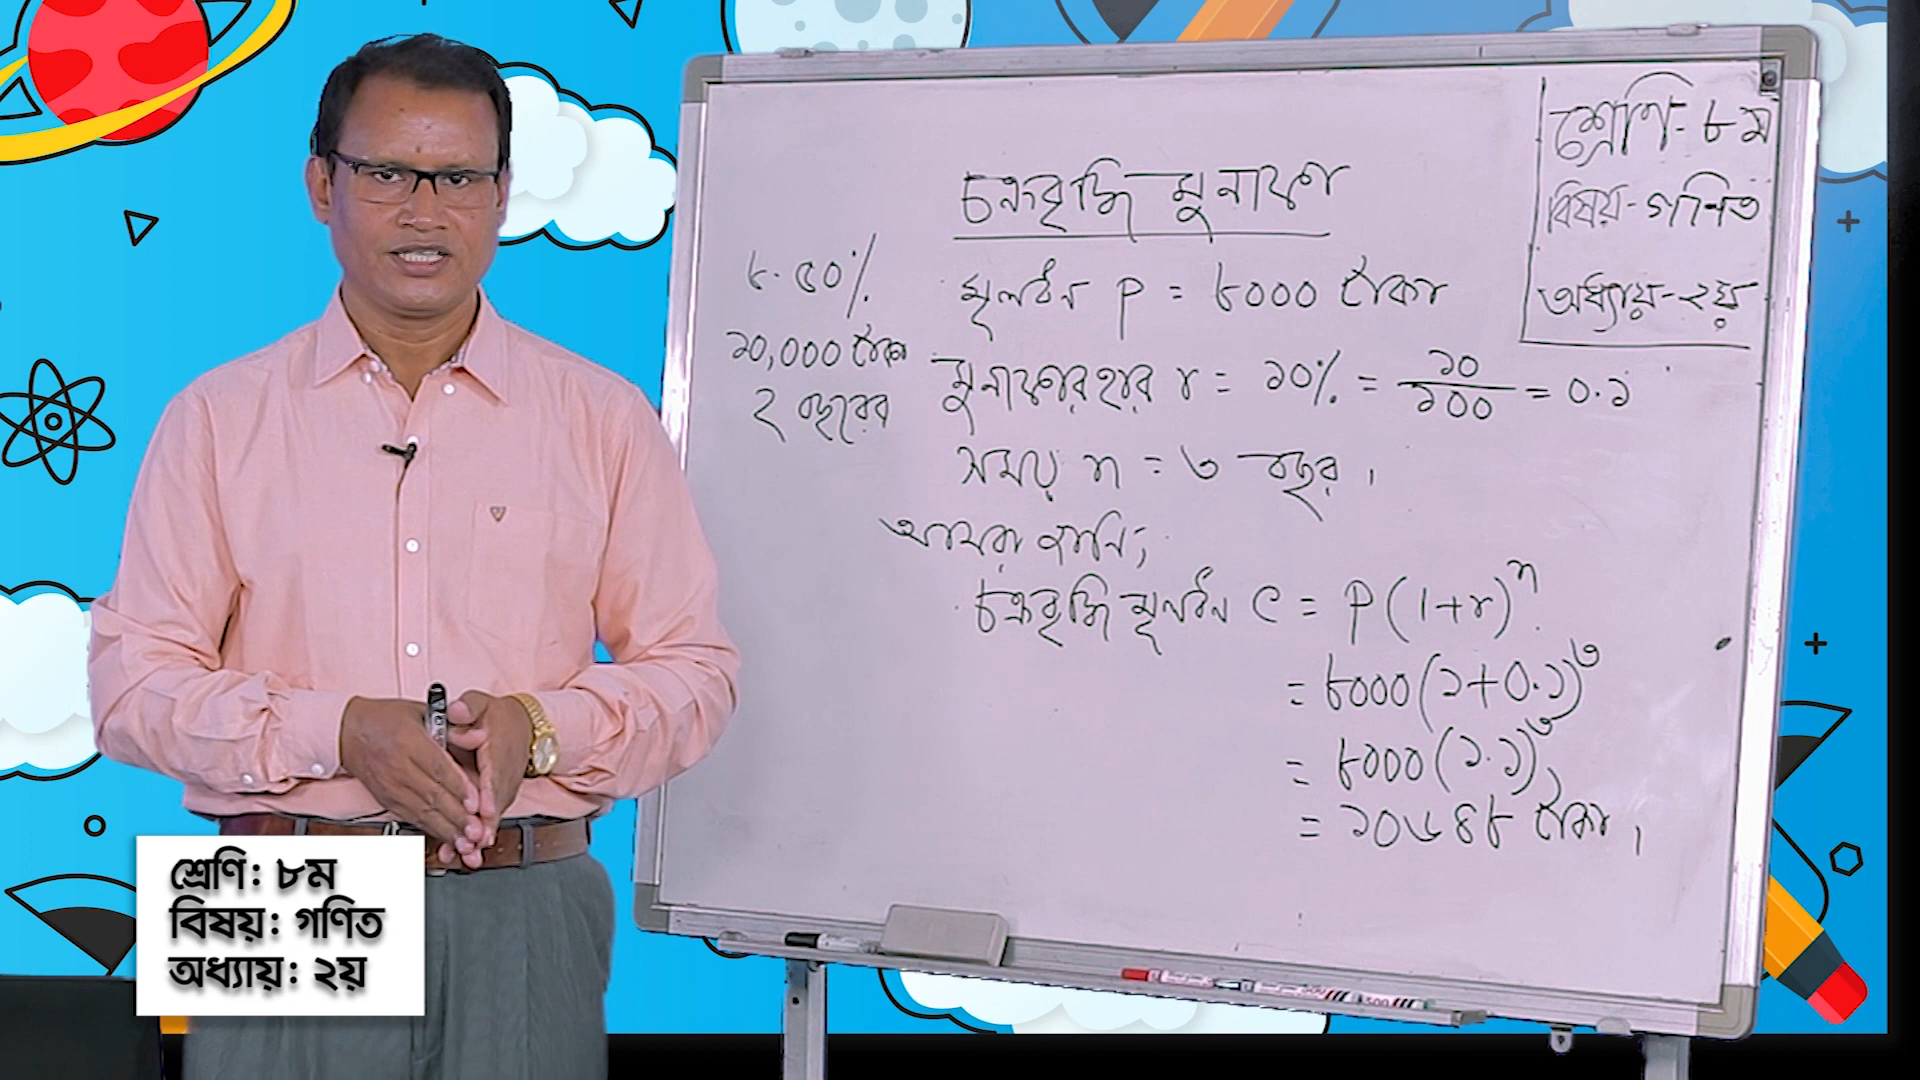 শ্রেণি- ৮ম
বিষয়- গণিত
অধ্যায়- ২য়
চক্রবৃদ্ধি মুনাফা
৮.৫০%
১০,০০০ টাকা
২ বছরের
মূলধন P = ৮০০০ টাকা
মুনাফার হার r = ১০% = ১০/১০০ = ০.১
সময় n = ৩ বছর।
আমরা জানি,
চক্রবৃদ্ধি মূলধন C = P(1+r)^n
= ৮০০০(১+০.১)^৩
= ৮০০০(১.১)^৩
= ১০৬৪৮ টাকা।
শ্রেণি: ৮ম
বিষয়: গণিত
অধ্যায়: ২য়